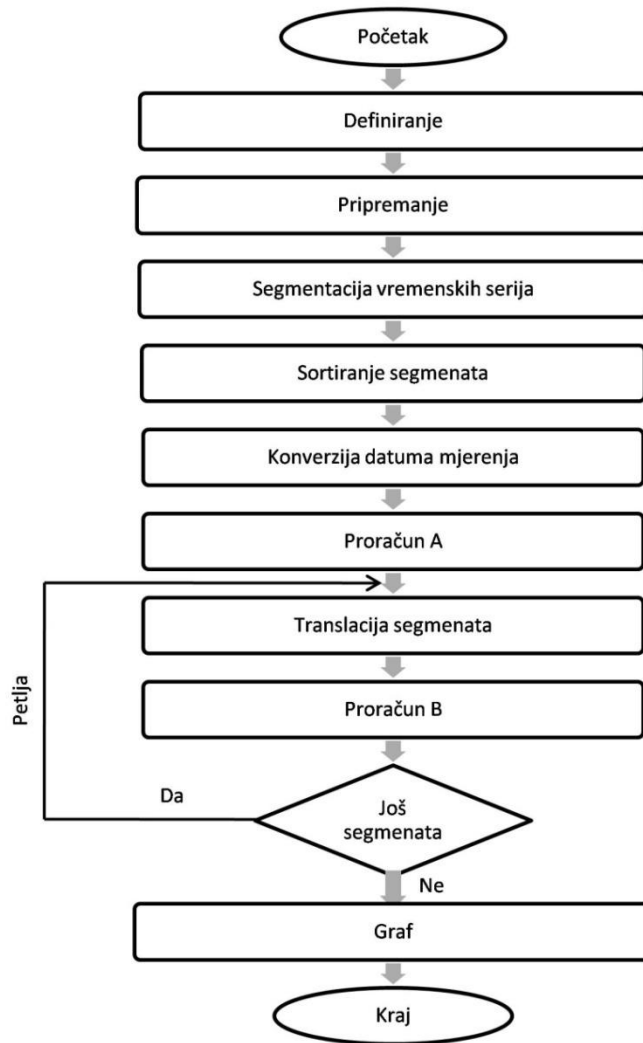 Početak
Definiranje
Pripremanje
Segmentacija vremenskih serija
Sortiranje segmenata
Konverzija datuma mjerenja
Proračun A
Translacija segmenata
Petlja
Proračun B
Da
Još
segmenata
Ne
Graf
Kraj